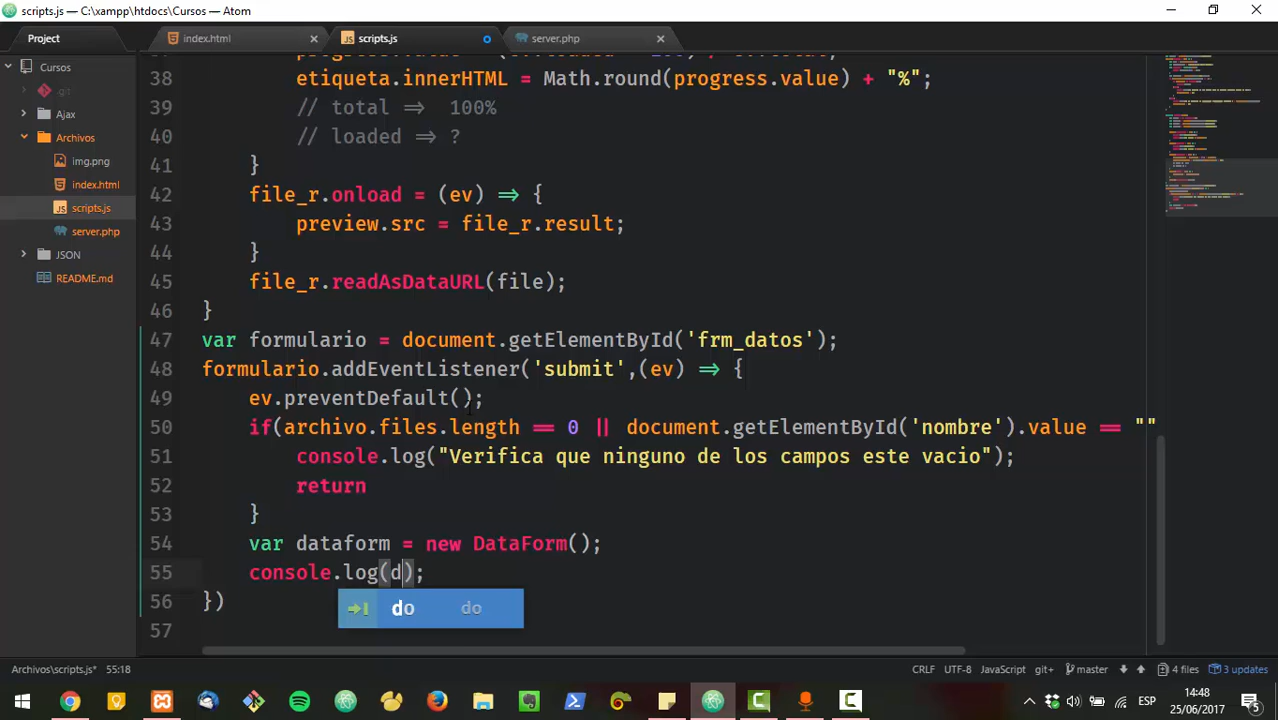 scripts.js — C:\xampp\htdocs\Cursos — Atom
Project
index.html
scripts.js
server.php
Cursos
.git
Ajax
Archivos
img.png
index.html
scripts.js
server.php
JSON
README.md
38 etiqueta.innerHTML = Math.round(progress.value) + "%";
39 // total => 100%
40 // loaded => ?
41 }
42 file_r.onload = (ev) => {
43 preview.src = file_r.result;
44 }
45 file_r.readAsDataURL(file);
46 }
47 var formulario = document.getElementById('frm_datos');
48 formulario.addEventListener('submit',(ev) => {
49 ev.preventDefault();
50 if(archivo.files.length == 0 || document.getElementById('nombre').value == ""
51 console.log("Verifica que ninguno de los campos este vacio");
52 return
53 }
54 var dataform = new DataForm();
55 console.log(d);
56 })
do do
57
Archivos\scripts.js* 55:18
CRLF UTF-8 JavaScript git+ master 4 files 3 updates
ESP
14:48
25/06/2017
5